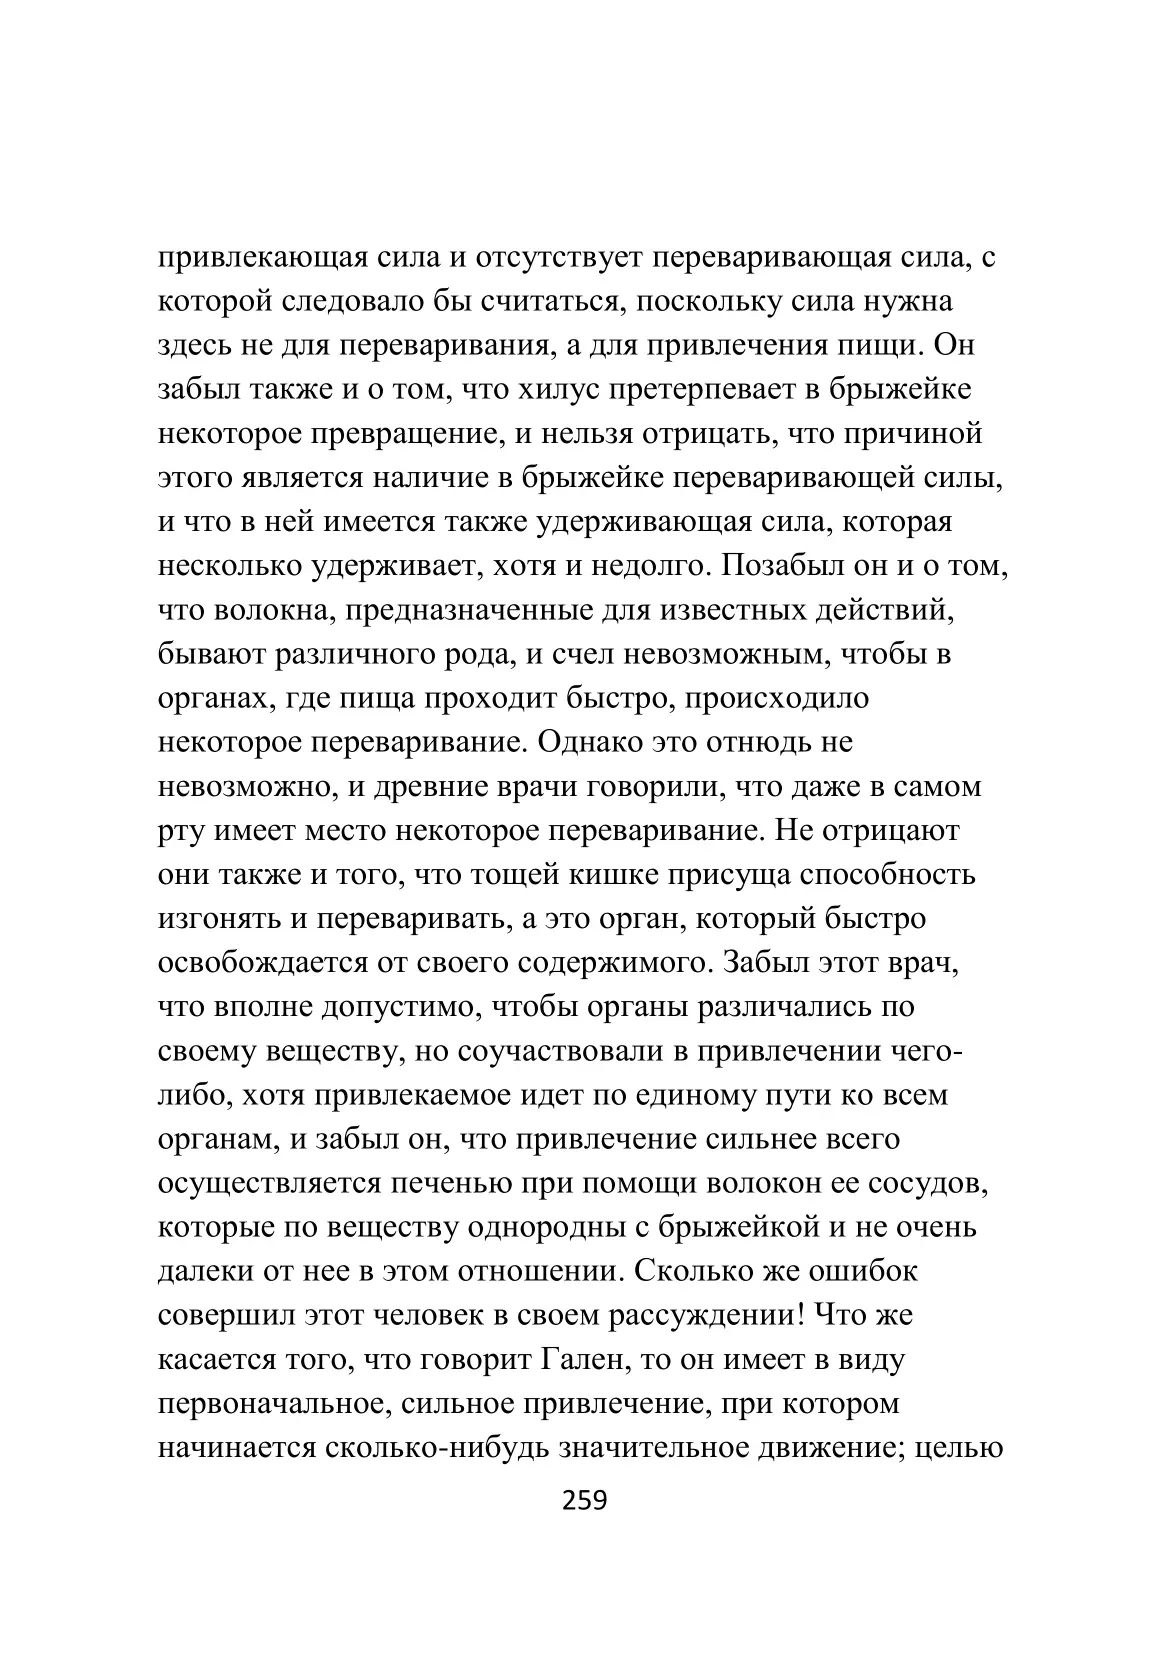 привлекающая сила и отсутствует переваривающая сила, с
которой следовало бы считаться, поскольку сила нужна
здесь не для переваривания, а для привлечения пищи. Он
забыл также и о том, что хилус претерпевает в брыжейке
некоторое превращение, и нельзя отрицать, что причиной
этого является наличие в брыжейке переваривающей силы,
и что в ней имеется также удерживающая сила, которая
несколько удерживает, хотя и недолго. Позабыл он и о том,
что волокна, предназначенные для известных действий,
бывают различного рода, и счел невозможным, чтобы в
органах, где пища проходит быстро, происходило
некоторое переваривание. Однако это отнюдь не
невозможно, и древние врачи говорили, что даже в самом
рту имеет место некоторое переваривание. Не отрицают
они также и того, что тощей кишке присуща способность
изгонять и переваривать, а это орган, который быстро
освобождается от своего содержимого. Забыл этот врач,
что вполне допустимо, чтобы органы различались по
своему веществу, но соучаствовали в привлечении чего-
либо, хотя привлекаемое идет по единому пути ко всем
органам, и забыл он, что привлечение сильнее всего
осуществляется печенью при помощи волокон ее сосудов,
которые по веществу однородны с брыжейкой и не очень
далеки от нее в этом отношении. Сколько же ошибок
совершил этот человек в своем рассуждении! Что же
касается того, что говорит Гален, то он имеет в виду
первоначальное, сильное привлечение, при котором
начинается сколько-нибудь значительное движение; целью
259